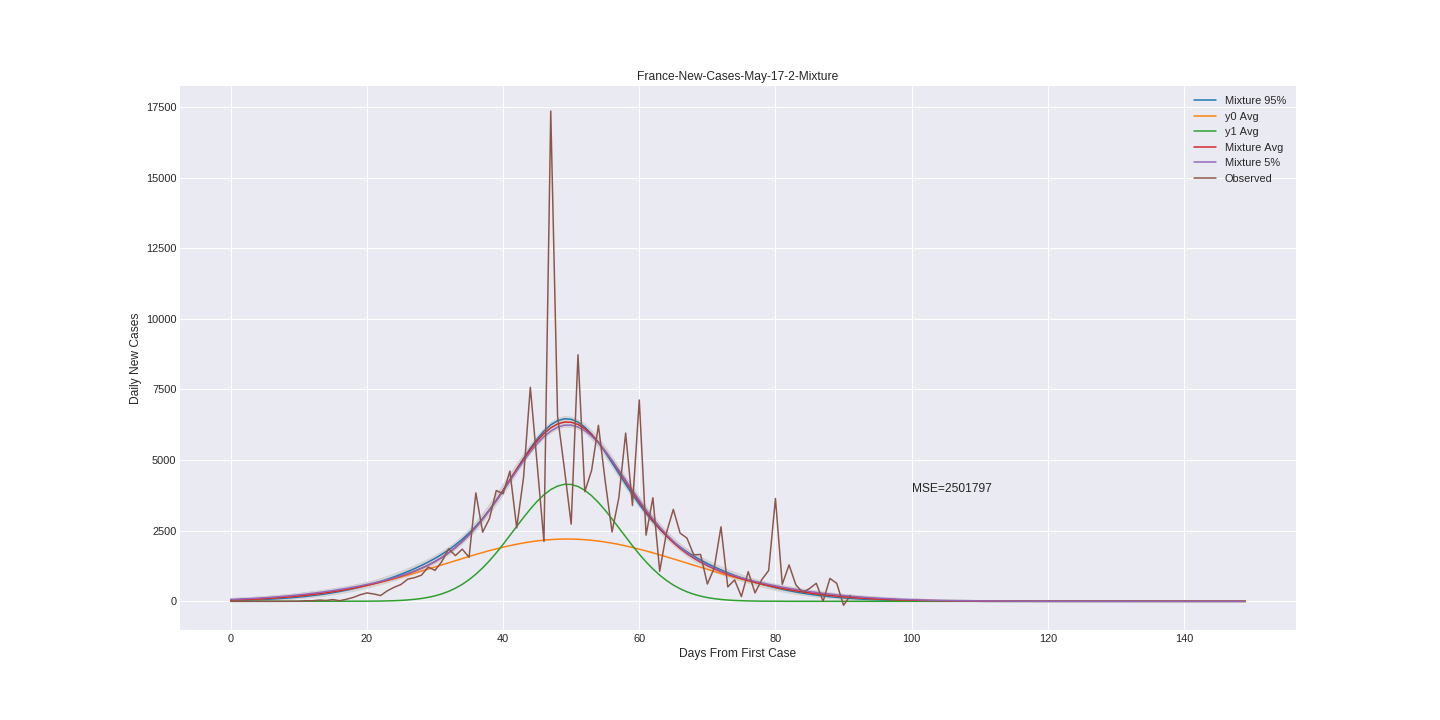 France-New-Cases-May-17-2-Mixture
17500
15000
12500
10000
7500
5000
2500
0
Daily New Cases
Mixture 95%
y0 Avg
y1 Avg
Mixture Avg
Mixture 5%
Observed
MSE=2501797
0 20 40 60 80 100 120 140
Days From First Case